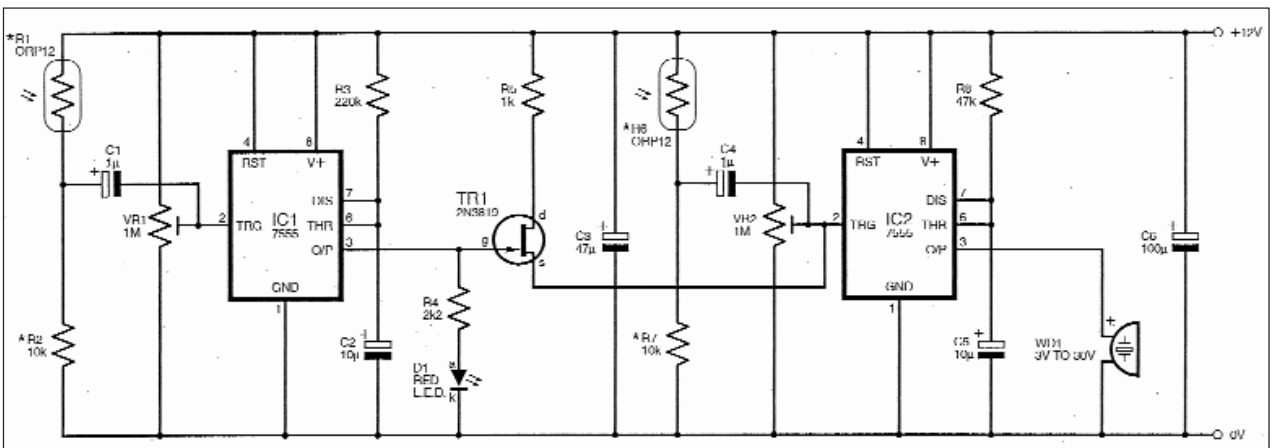 *R1
ORP12
R3
220k
R5
1k
*R6
ORP12
R8
47k
+12V
C1
1µ
+
4
RST
8
V+
C4
1µ
+
4
RST
8
V+
VR1
1M
2
TRG
IC1
7555
DIS
7
THR
6
O/P
3
GND
1
TR1
2N3819
d
g
s
C3
47µ
+
VR2
1M
2
TRG
IC2
7555
DIS
7
THR
O/P
3
GND
1
C6
100µ
+
*R2
10k
C2
10µ
+
R4
2k2
D1
RED
L.E.D.
a
k
*R7
10k
C5
10µ
+
WD1
3V TO 30V
+
0V